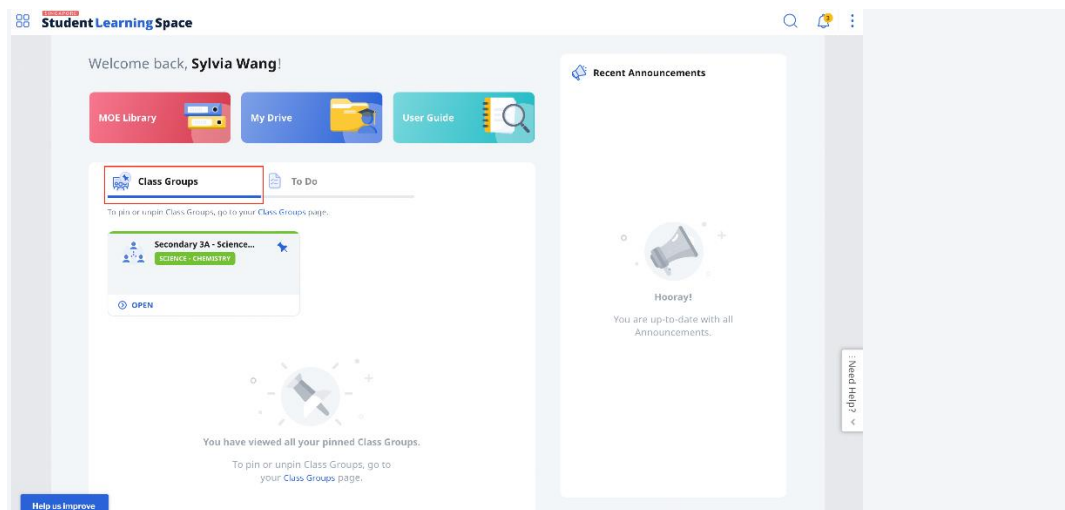 SINGAPORE
Student Learning Space
3
Welcome back, Sylvia Wang!
MOE Library
My Drive
User Guide
Class Groups
To Do
To pin or unpin Class Groups, go to your Class Groups page.
Secondary 3A - Science...
SCIENCE - CHEMISTRY
OPEN
You have viewed all your pinned Class Groups.
To pin or unpin Class Groups, go to
your Class Groups page.
Recent Announcements
Hooray!
You are up-to-date with all
Announcements.
Need Help?
Help us improve